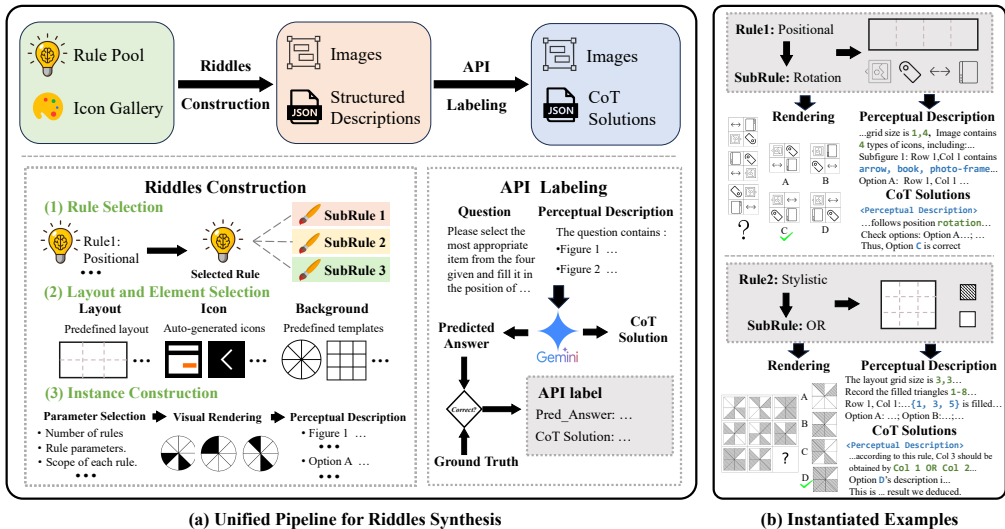 Rule Pool
Icon Gallery
Riddles
Construction
Images
JSON
Structured
Descriptions
API
Labeling
Images
JSON
CoT
Solutions
Riddles Construction
(1) Rule Selection
Rule1:
Positional
•••
Selected Rule
SubRule 1
SubRule 2
SubRule 3
(2) Layout and Element Selection
Layout
Predefined layout
•••
Icon
Auto-generated icons
•••
Background
Predefined templates
•••
(3) Instance Construction
Parameter Selection
• Number of rules
• Rule parameters.
• Scope of each rule.
Visual Rendering
Perceptual Description
• Figure 1 …
•••
• Option A …
•••
API Labeling
Question
Please select the
most appropriate
item from the four
given and fill it in
the position of …
Perceptual Description
The question contains :
•Figure 1 …
•Figure 2 …
Predicted
Answer
Gemini
CoT
Solution
Correct?
Ground Truth
API label
Pred_Answer: …
CoT Solution: …
(a) Unified Pipeline for Riddles Synthesis
Rule1: Positional
SubRule: Rotation
Rendering
A
B
C
D
?
Perceptual Description
...grid size is 1,4, Image contains
4 types of icons, including:...
Subfigure 1: Row 1,Col 1 contains
arrow, book, photo-frame...
Option A: Row 1, Col 1 …
CoT Solutions
<Perceptual Description>
...follows position rotation...
Check options: Option A…; …
Thus, Option C is correct
Rule2: Stylistic
SubRule: OR
Rendering
?
A
B
C
D
Perceptual Description
The layout grid size is 3,3…
Record the filled triangles 1-8…
Row 1, Col 1:…{1, 3, 5} is filled…
Option A: …; Option B:…;…
CoT Solutions
<Perceptual Description>
...according to this rule, Col 3 should be
obtained by Col 1 OR Col 2…
Option D’s description i...
This is ... result we deduced.
(b) Instantiated Examples